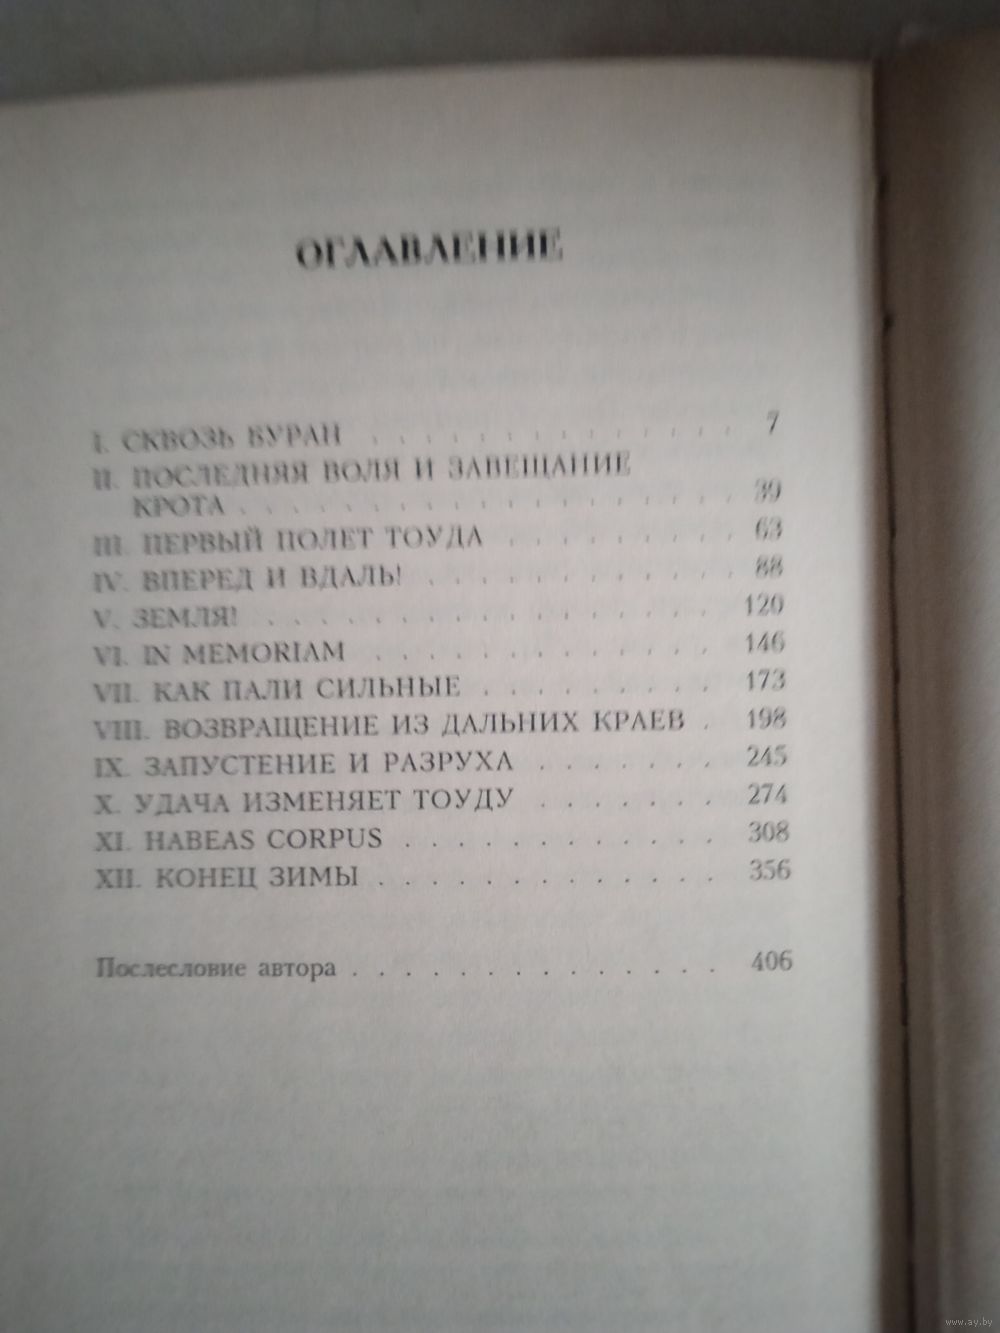 ОГЛАВЛЕНИЕ
I. СКВОЗЬ БУРАН . . . . . . . . . . . . . . 7
II. ПОСЛЕДНЯЯ ВОЛЯ И ЗАВЕЩАНИЕ
КРОТА . . . . . . . . . . . . . . . . . . . 39
III. ПЕРВЫЙ ПОЛЕТ ТОУДА . . . . . . . . . 63
IV. ВПЕРЕД И ВДАЛЬ! . . . . . . . . . . . . 88
V. ЗЕМЛЯ! . . . . . . . . . . . . . . . . . 120
VI. IN MEMORIAM . . . . . . . . . . . . . 146
VII. КАК ПАЛИ СИЛЬНЫЕ . . . . . . . . . 173
VIII. ВОЗВРАЩЕНИЕ ИЗ ДАЛЬНИХ КРАЕВ . 198
IX. ЗАПУСТЕНИЕ И РАЗРУХА . . . . . . . 245
X. УДАЧА ИЗМЕНЯЕТ ТОУДУ . . . . . . . 274
XI. HABEAS CORPUS . . . . . . . . . . . . 308
XII. КОНЕЦ ЗИМЫ . . . . . . . . . . . . . 356
Послесловие автора . . . . . . . . . . . . . . 406
www.ay.by